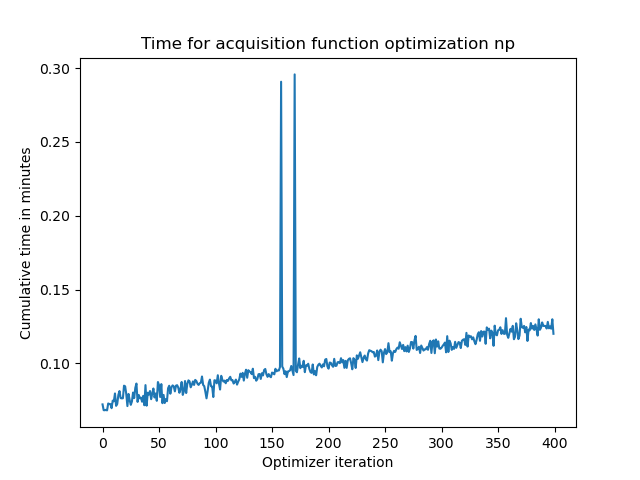 Time for acquisition function optimization np
0.30
0.25
0.20
0.15
0.10
Cumulative time in minutes
0 50 100 150 200 250 300 350 400
Optimizer iteration